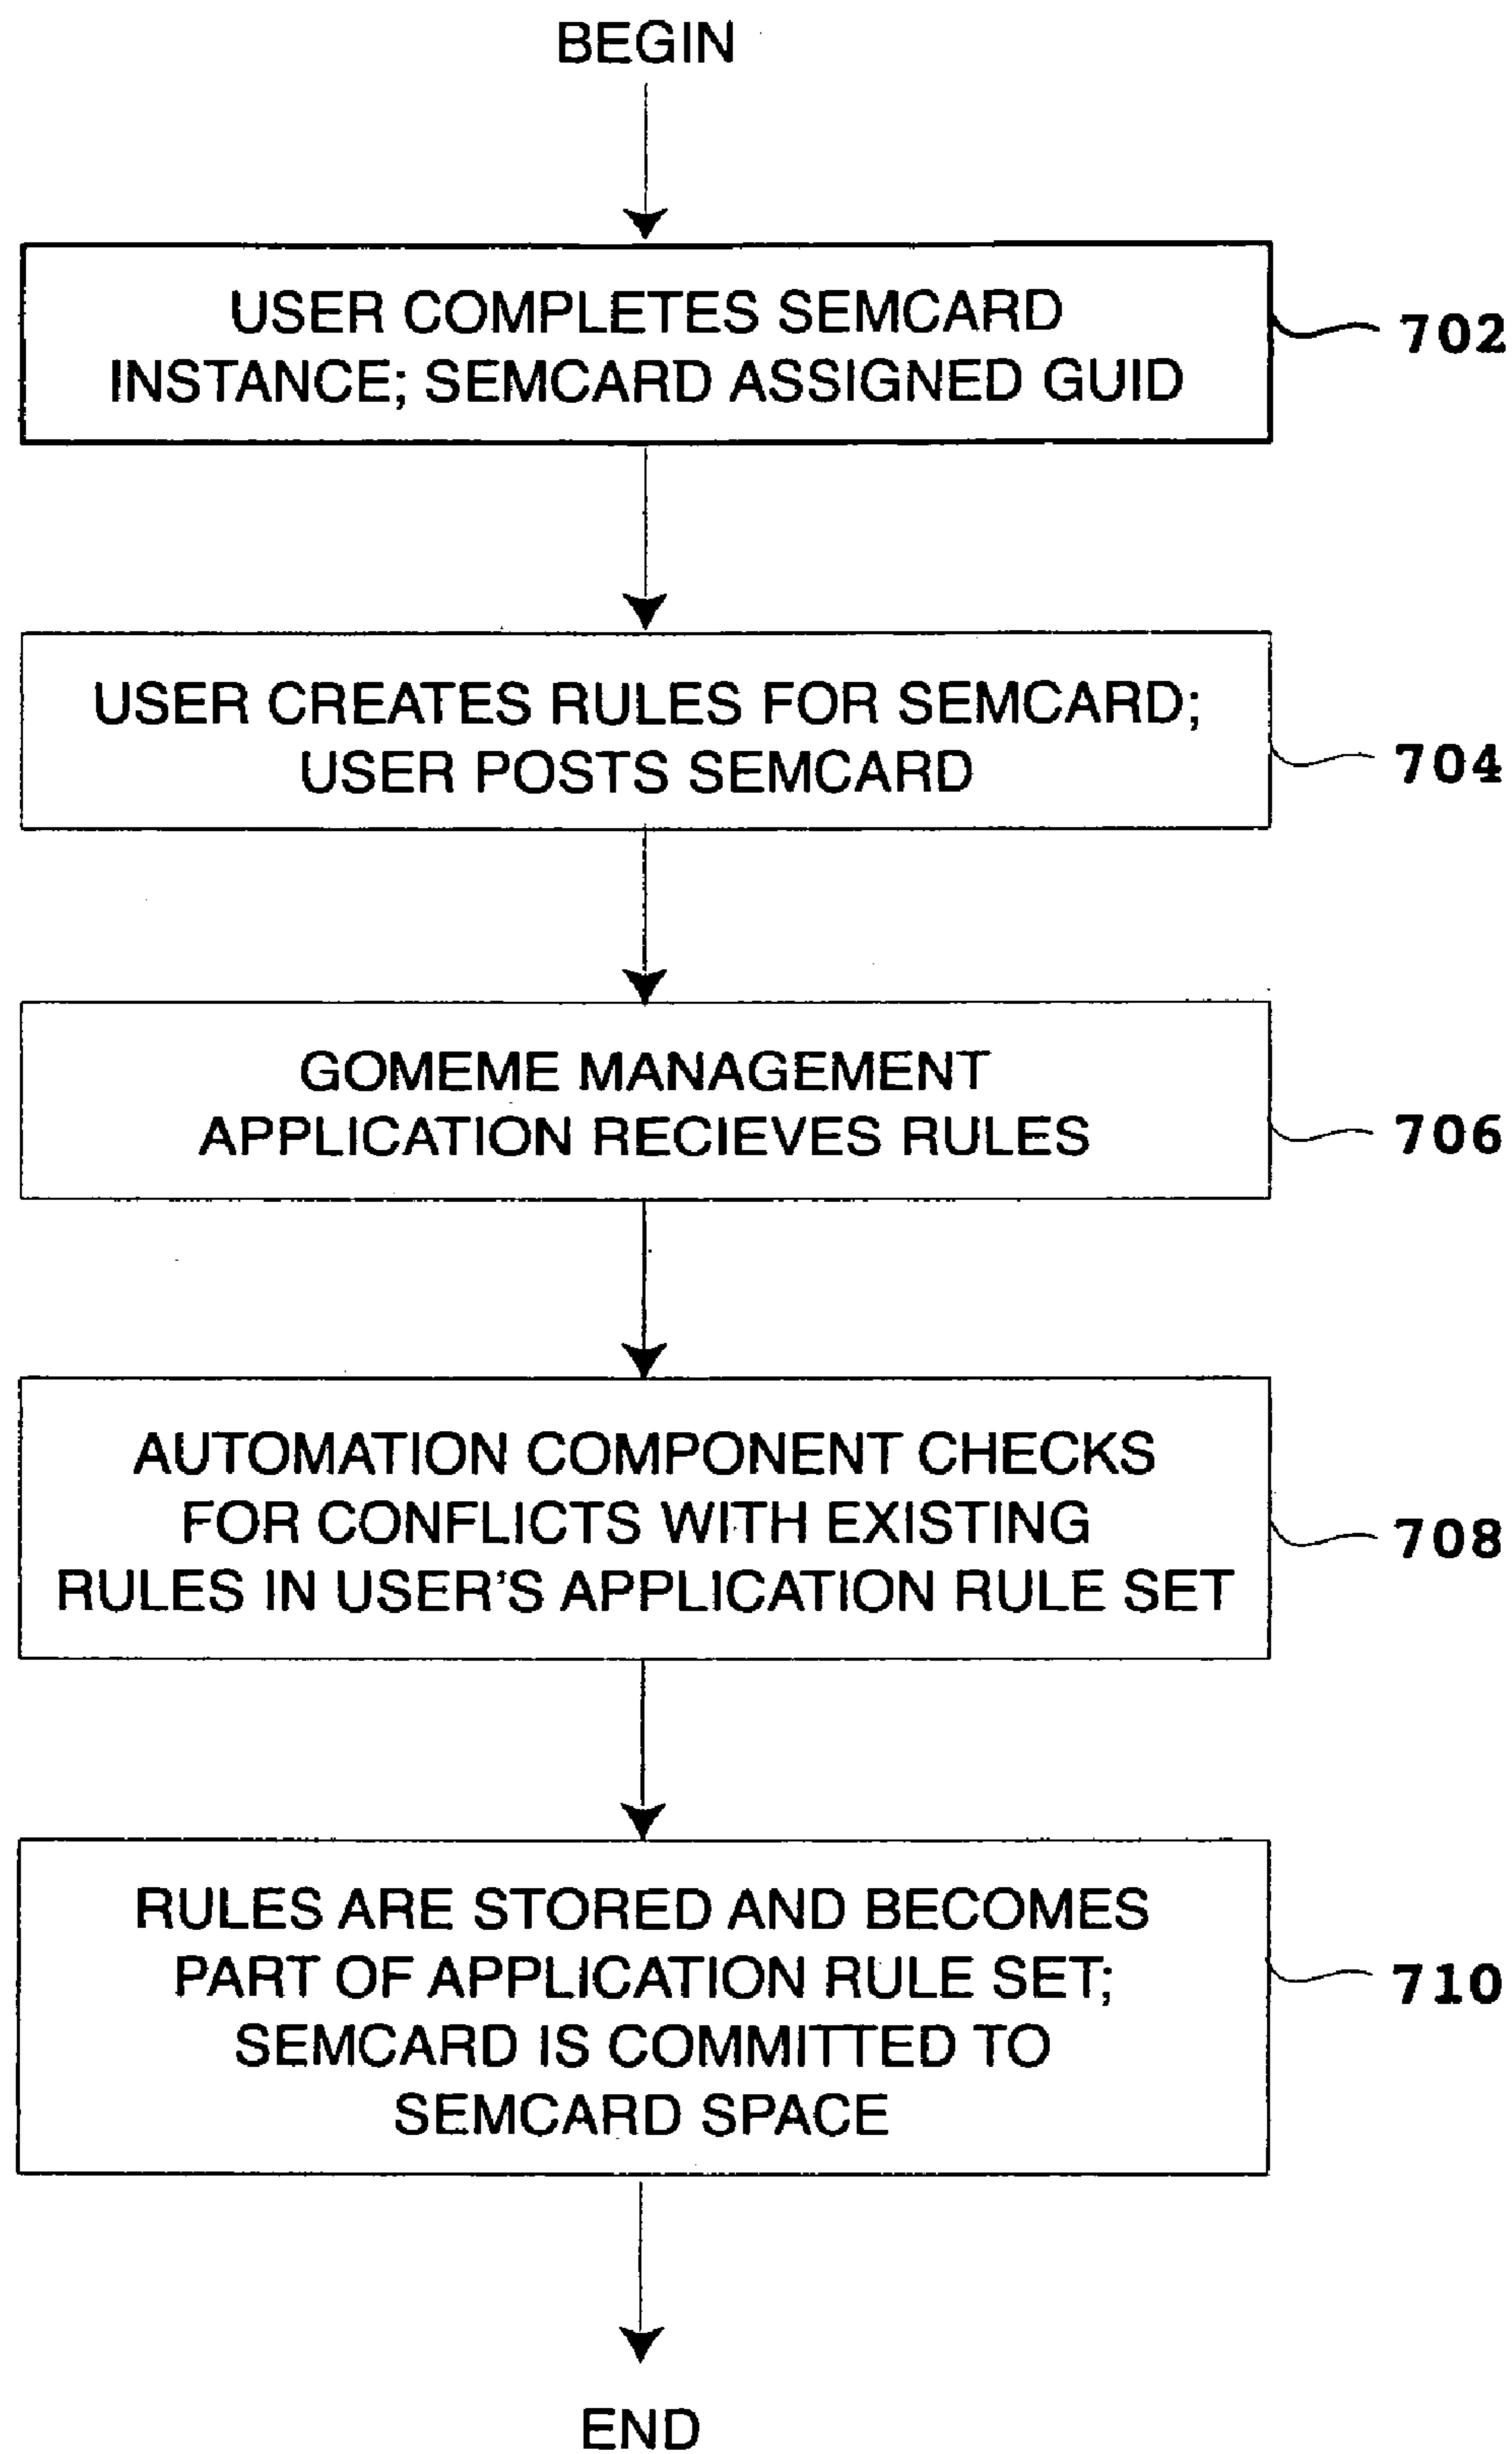 BEGIN
USER COMPLETES SEMCARD
INSTANCE; SEMCARD ASSIGNED GUID
702
USER CREATES RULES FOR SEMCARD;
USER POSTS SEMCARD
704
GOMEME MANAGEMENT
APPLICATION RECIEVES RULES
706
AUTOMATION COMPONENT CHECKS
FOR CONFLICTS WITH EXISTING
RULES IN USER'S APPLICATION RULE SET
708
RULES ARE STORED AND BECOMES
PART OF APPLICATION RULE SET;
SEMCARD IS COMMITTED TO
SEMCARD SPACE
710
END